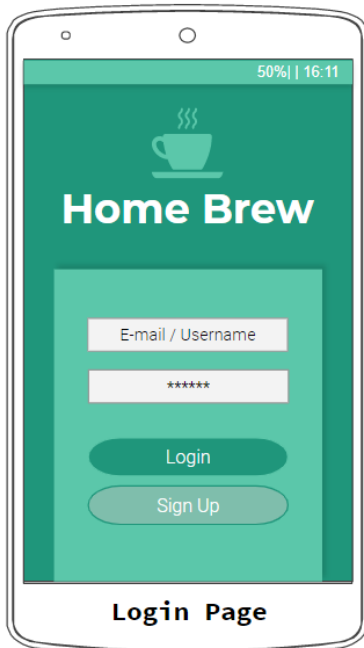 50%| | 16:11
Home Brew
E-mail / Username
******
Login
Sign Up
Login Page